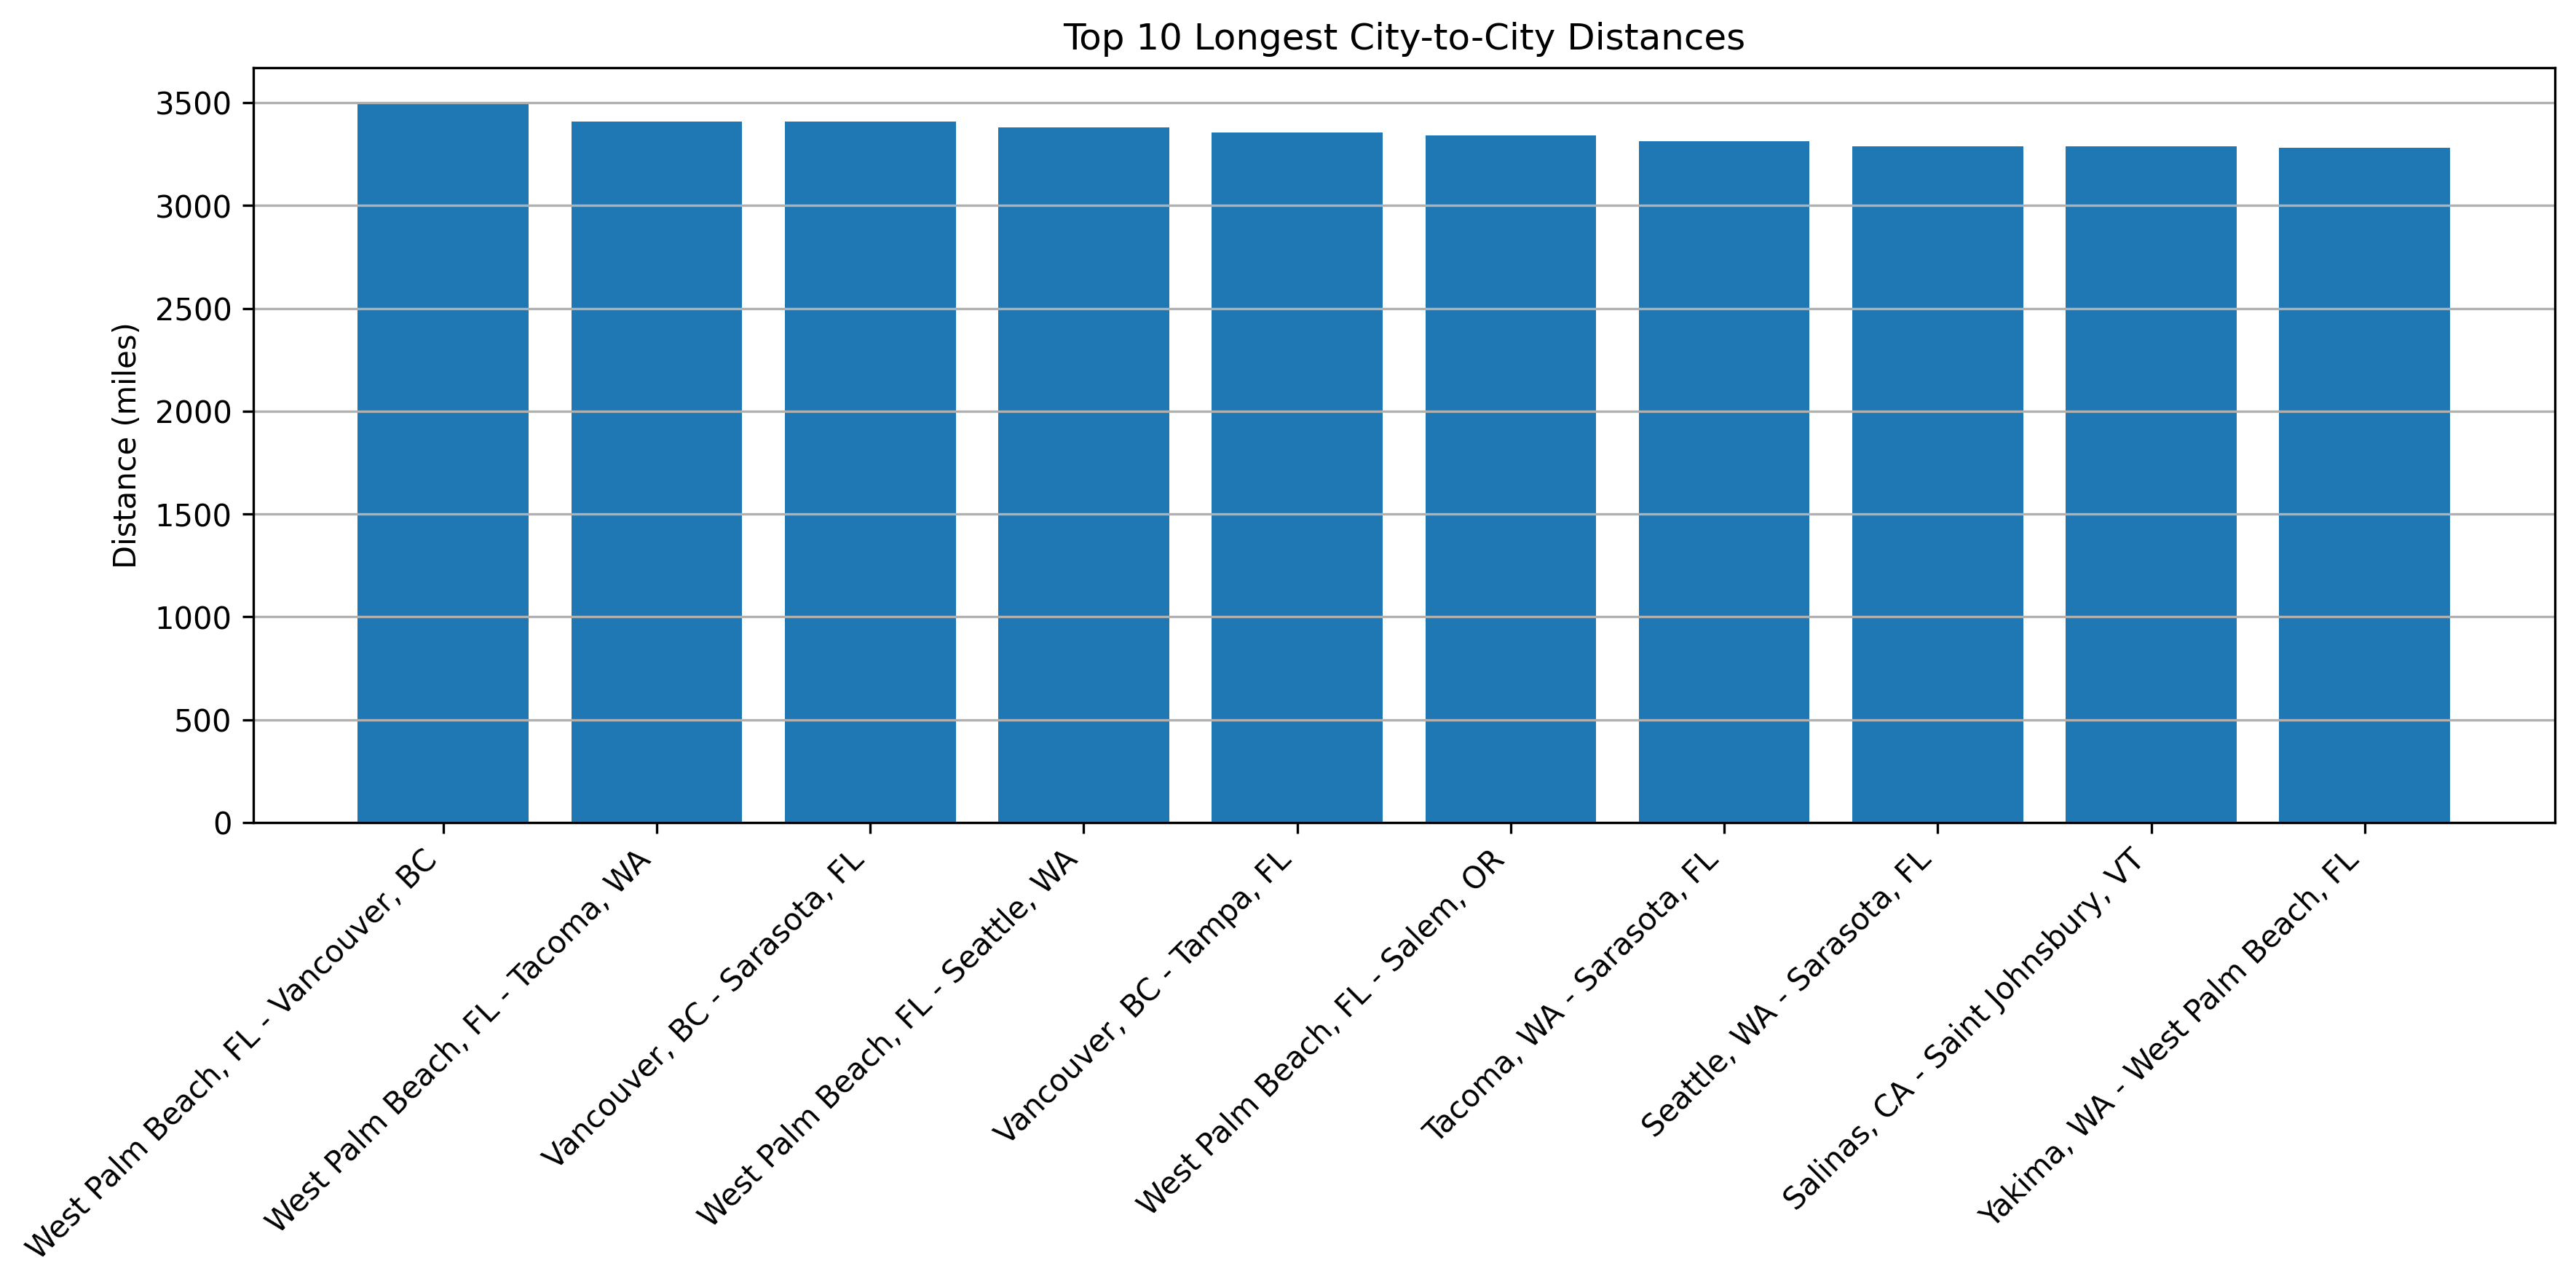 Top 10 Longest City-to-City Distances
Distance (miles)
3500
3000
2500
2000
1500
1000
500
0
West Palm Beach, FL - Vancouver, BC
West Palm Beach, FL - Tacoma, WA
Vancouver, BC - Sarasota, FL
West Palm Beach, FL - Seattle, WA
Vancouver, BC - Tampa, FL
West Palm Beach, FL - Salem, OR
Tacoma, WA - Sarasota, FL
Seattle, WA - Sarasota, FL
Salinas, CA - Saint Johnsbury, VT
Yakima, WA - West Palm Beach, FL